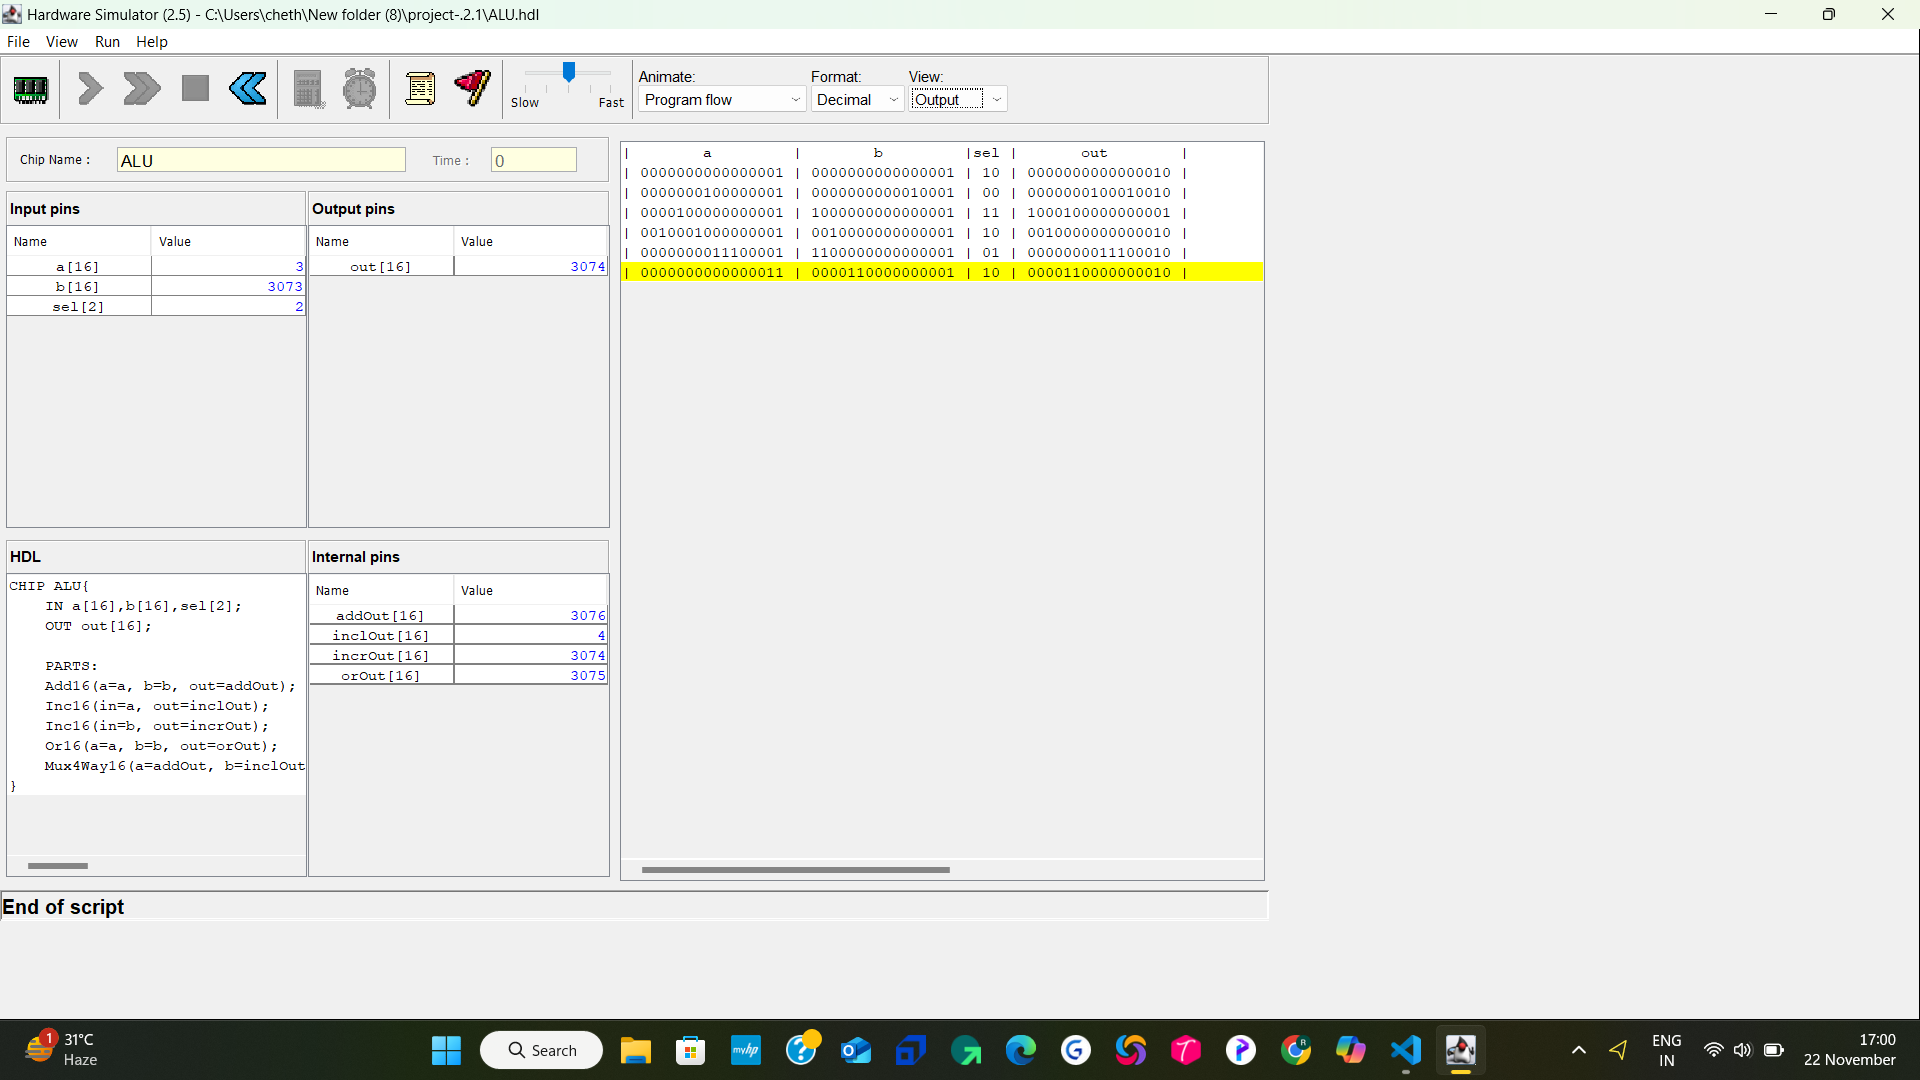 Hardware Simulator (2.5) - C:\Users\cheth\New folder (8)\project-.2.1\ALU.hdl
File View Run Help
Slow Fast
Animate: Format: View:
Program flow Decimal Output
Chip Name : ALU Time : 0
Input pins
Name Value
a[16] 3
b[16] 3073
sel[2] 2
Output pins
Name Value
out[16] 3074
HDL
CHIP ALU{
IN a[16],b[16],sel[2];
OUT out[16];
PARTS:
Add16(a=a, b=b, out=addOut);
Inc16(in=a, out=inclOut);
Inc16(in=b, out=incrOut);
Or16(a=a, b=b, out=orOut);
Mux4Way16(a=addOut, b=inclOut
}
Internal pins
Name Value
addOut[16] 3076
inclOut[16] 4
incrOut[16] 3074
orOut[16] 3075
| a | b |sel | out |
| 0000000000000001 | 0000000000000001 | 10 | 0000000000000010 |
| 0000000100000001 | 0000000000010001 | 00 | 0000000100010010 |
| 0000100000000001 | 1000000000000001 | 11 | 1000100000000001 |
| 0010001000000001 | 0010000000000001 | 10 | 0010000000000010 |
| 0000000011100001 | 1100000000000001 | 01 | 0000000011100010 |
| 0000000000000011 | 0000110000000001 | 10 | 0000110000000010 |
End of script
1
31°C
Haze
Search
myhp
ENG
IN
17:00
22 November